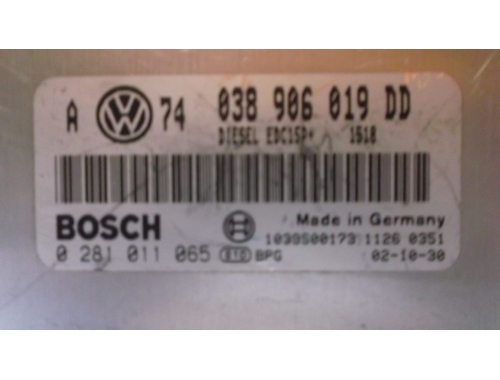 A VW 74 038 906 019 DD
DIESEL EDC15P+ 1518
BOSCH
Made in Germany
1039S00173 1126 0351
0 281 011 065 BPG 02-10-30